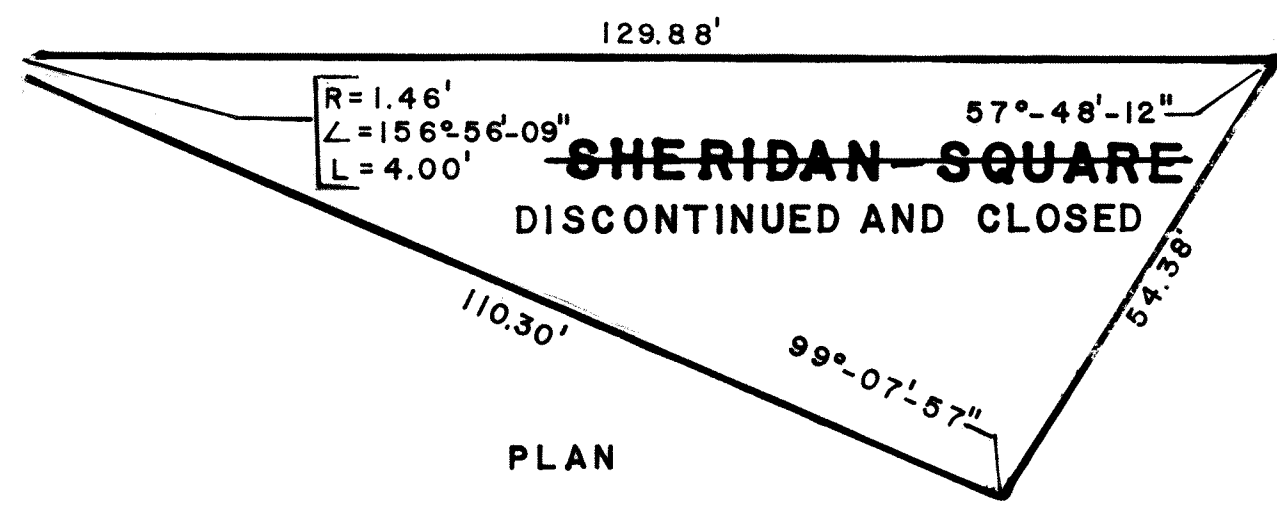 129.88'
R=1.46'
∠=156°-56'-09"
L=4.00'
57°-48'-12"
SHERIDAN SQUARE
DISCONTINUED AND CLOSED
54.38'
110.30'
99°-07'-57"
PLAN